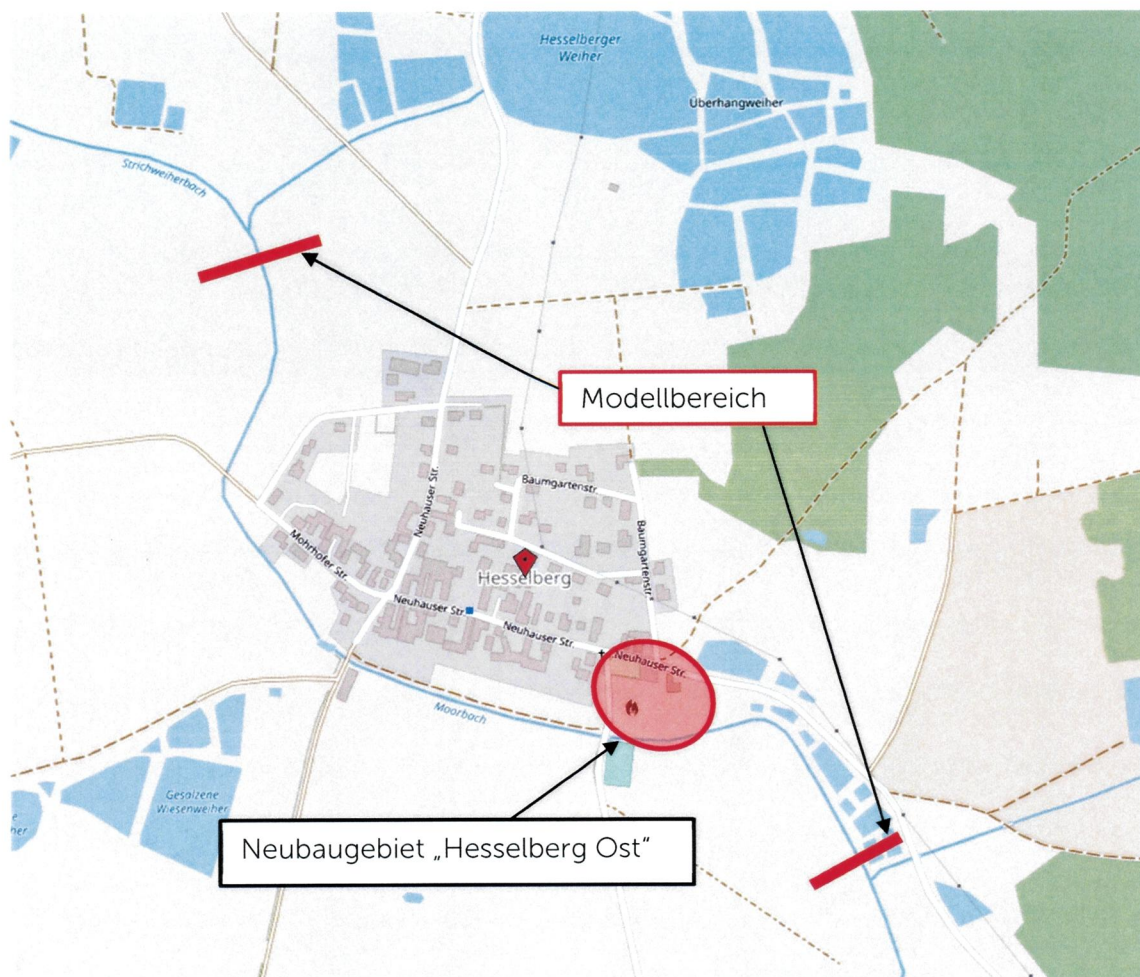 Hesselberger
Weiher
Überhangweiher
Strichweiherbach
Modellbereich
Baumgartenstr.
Neuhauser Str.
Baumgartenstr.
Mohrhofer Str.
Hesselberg
Neuhauser Str.
Neuhauser Str.
Neuhauser Str.
Moorbach
Gesalzene
Wiesenweiher
Neubaugebiet „Hesselberg Ost“